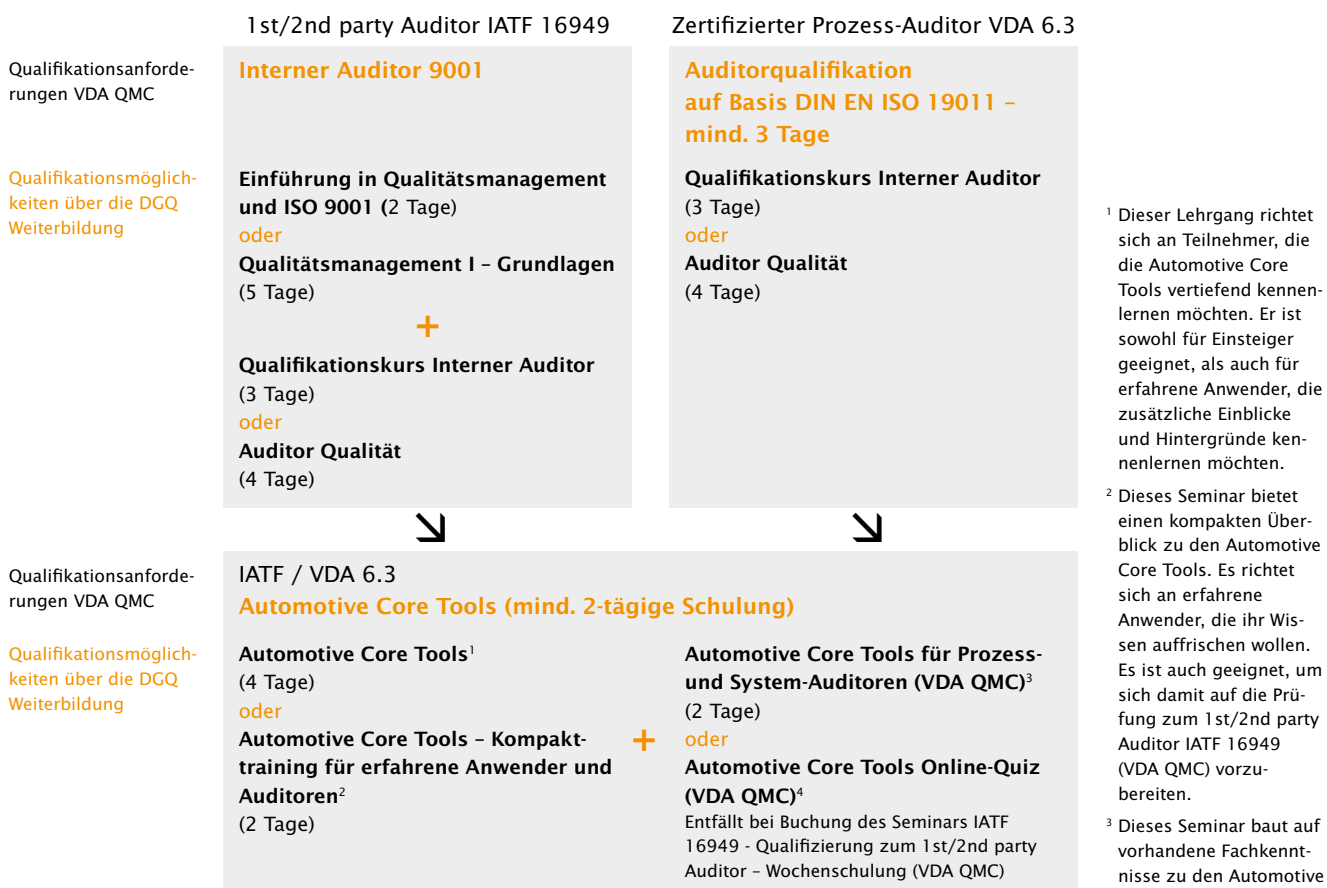 1st/2nd party Auditor IATF 16949
Zertifizierter Prozess-Auditor VDA 6.3
Qualifikationsanforde-
rungen VDA QMC
Interner Auditor 9001
Auditorqualifikation
auf Basis DIN EN ISO 19011 –
mind. 3 Tage
Qualifikationsmöglich-
keiten über die DGQ
Weiterbildung
Einführung in Qualitätsmanagement
und ISO 9001 (2 Tage)
oder
Qualitätsmanagement I – Grundlagen
(5 Tage)
+
Qualifikationskurs Interner Auditor
(3 Tage)
oder
Auditor Qualität
(4 Tage)
Qualifikationskurs Interner Auditor
(3 Tage)
oder
Auditor Qualität
(4 Tage)
Qualifikationsanforde-
rungen VDA QMC
IATF / VDA 6.3
Automotive Core Tools (mind. 2-tägige Schulung)
Qualifikationsmöglich-
keiten über die DGQ
Weiterbildung
Automotive Core Tools¹
(4 Tage)
oder
Automotive Core Tools – Kompakt-
training für erfahrene Anwender und
Auditoren²
(2 Tage)
+
Automotive Core Tools für Prozess-
und System-Auditoren (VDA QMC)³
(2 Tage)
oder
Automotive Core Tools Online-Quiz
(VDA QMC)⁴
Entfällt bei Buchung des Seminars IATF
16949 - Qualifizierung zum 1st/2nd party
Auditor – Wochenschulung (VDA QMC)
¹ Dieser Lehrgang richtet
sich an Teilnehmer, die
die Automotive Core
Tools vertiefend kennen-
lernen möchten. Er ist
sowohl für Einsteiger
geeignet, als auch für
erfahrene Anwender, die
zusätzliche Einblicke
und Hintergründe ken-
nenlernen möchten.
² Dieses Seminar bietet
einen kompakten Über-
blick zu den Automotive
Core Tools. Es richtet
sich an erfahrene
Anwender, die ihr Wis-
sen auffrischen wollen.
Es ist auch geeignet, um
sich damit auf die Prü-
fung zum 1st/2nd party
Auditor IATF 16949
(VDA QMC) vorzu-
bereiten.
³ Dieses Seminar baut auf
vorhandene Fachkennt-
nisse zu den Automotive